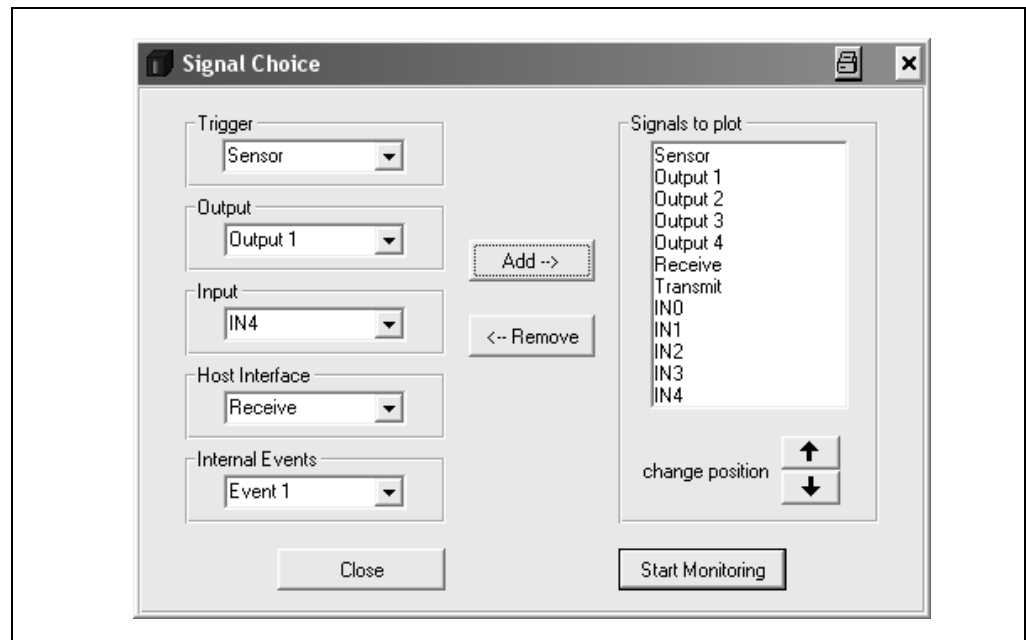 Signal Choice
Trigger
Sensor
Output
Output 1
Input
IN4
Host Interface
Receive
Internal Events
Event 1
Add -->
<-- Remove
Signals to plot
Sensor
Output 1
Output 2
Output 3
Output 4
Receive
Transmit
IN0
IN1
IN2
IN3
IN4
change position
Close
Start Monitoring